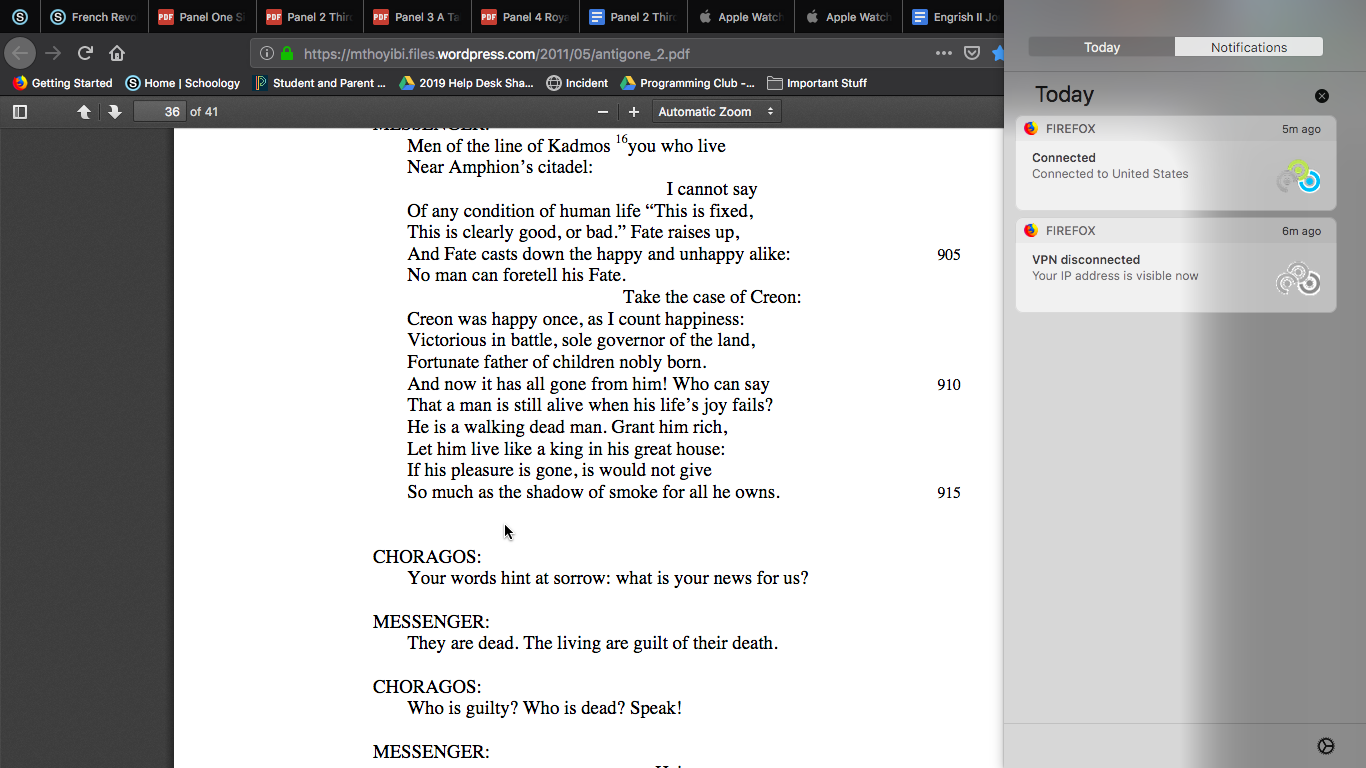 French Revo
Panel One S
Panel 2 Thir
Panel 3 A Ta
Panel 4 Roya
Panel 2 Thir
Apple Watch
Apple Watch
Engrish II Jo
https://mthoyibi.files.wordpress.com/2011/05/antigone_2.pdf
Getting Started
Home | Schoology
Student and Parent ...
2019 Help Desk Sha...
Incident
Programming Club -...
Important Stuff
36 of 41
Automatic Zoom
MESSENGER:
Men of the line of Kadmos 16you who live
Near Amphion's citadel:
I cannot say
Of any condition of human life “This is fixed,
This is clearly good, or bad.” Fate raises up,
And Fate casts down the happy and unhappy alike: 905
No man can foretell his Fate.
Take the case of Creon:
Creon was happy once, as I count happiness:
Victorious in battle, sole governor of the land,
Fortunate father of children nobly born.
And now it has all gone from him! Who can say 910
That a man is still alive when his life's joy fails?
He is a walking dead man. Grant him rich,
Let him live like a king in his great house:
If his pleasure is gone, is would not give
So much as the shadow of smoke for all he owns. 915
CHORAGOS:
Your words hint at sorrow: what is your news for us?
MESSENGER:
They are dead. The living are guilt of their death.
CHORAGOS:
Who is guilty? Who is dead? Speak!
MESSENGER:
Today
Notifications
Today
FIREFOX 5m ago
Connected
Connected to United States
FIREFOX 6m ago
VPN disconnected
Your IP address is visible now